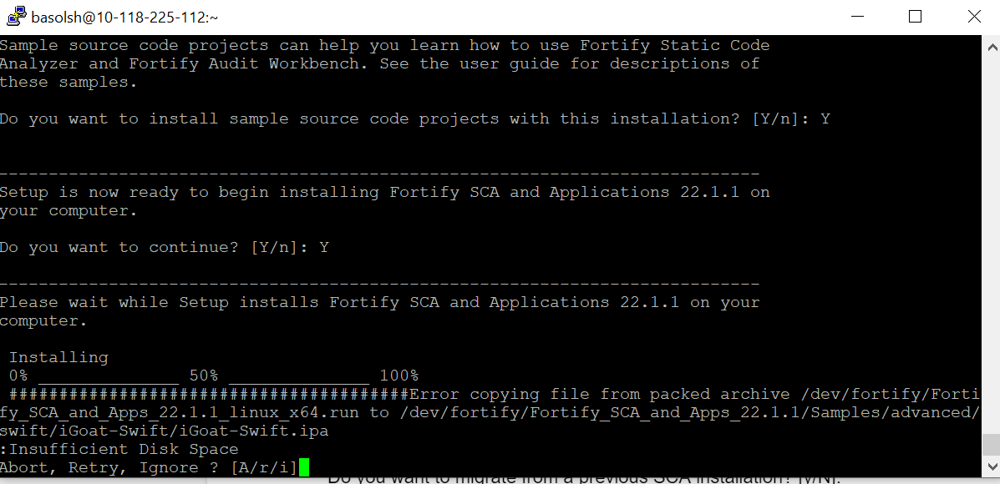 basolsh@10-118-225-112:~
Sample source code projects can help you learn how to use Fortify Static Code
Analyzer and Fortify Audit Workbench. See the user guide for descriptions of
these samples.
Do you want to install sample source code projects with this installation? [Y/n]: Y
----------------------------------------------------------------------------
Setup is now ready to begin installing Fortify SCA and Applications 22.1.1 on
your computer.
Do you want to continue? [Y/n]: Y
----------------------------------------------------------------------------
Please wait while Setup installs Fortify SCA and Applications 22.1.1 on your
computer.
Installing
0% ______________ 50% ______________ 100%
########################################Error copying file from packed archive /dev/fortify/Forti
fy_SCA_and_Apps_22.1.1_linux_x64.run to /dev/fortify/Fortify_SCA_and_Apps_22.1.1/Samples/advanced/
swift/iGoat-Swift/iGoat-Swift.ipa
:Insufficient Disk Space
Abort, Retry, Ignore ? [A/r/i]
Do you want to migrate from a previous SCA installation? [y/N]: